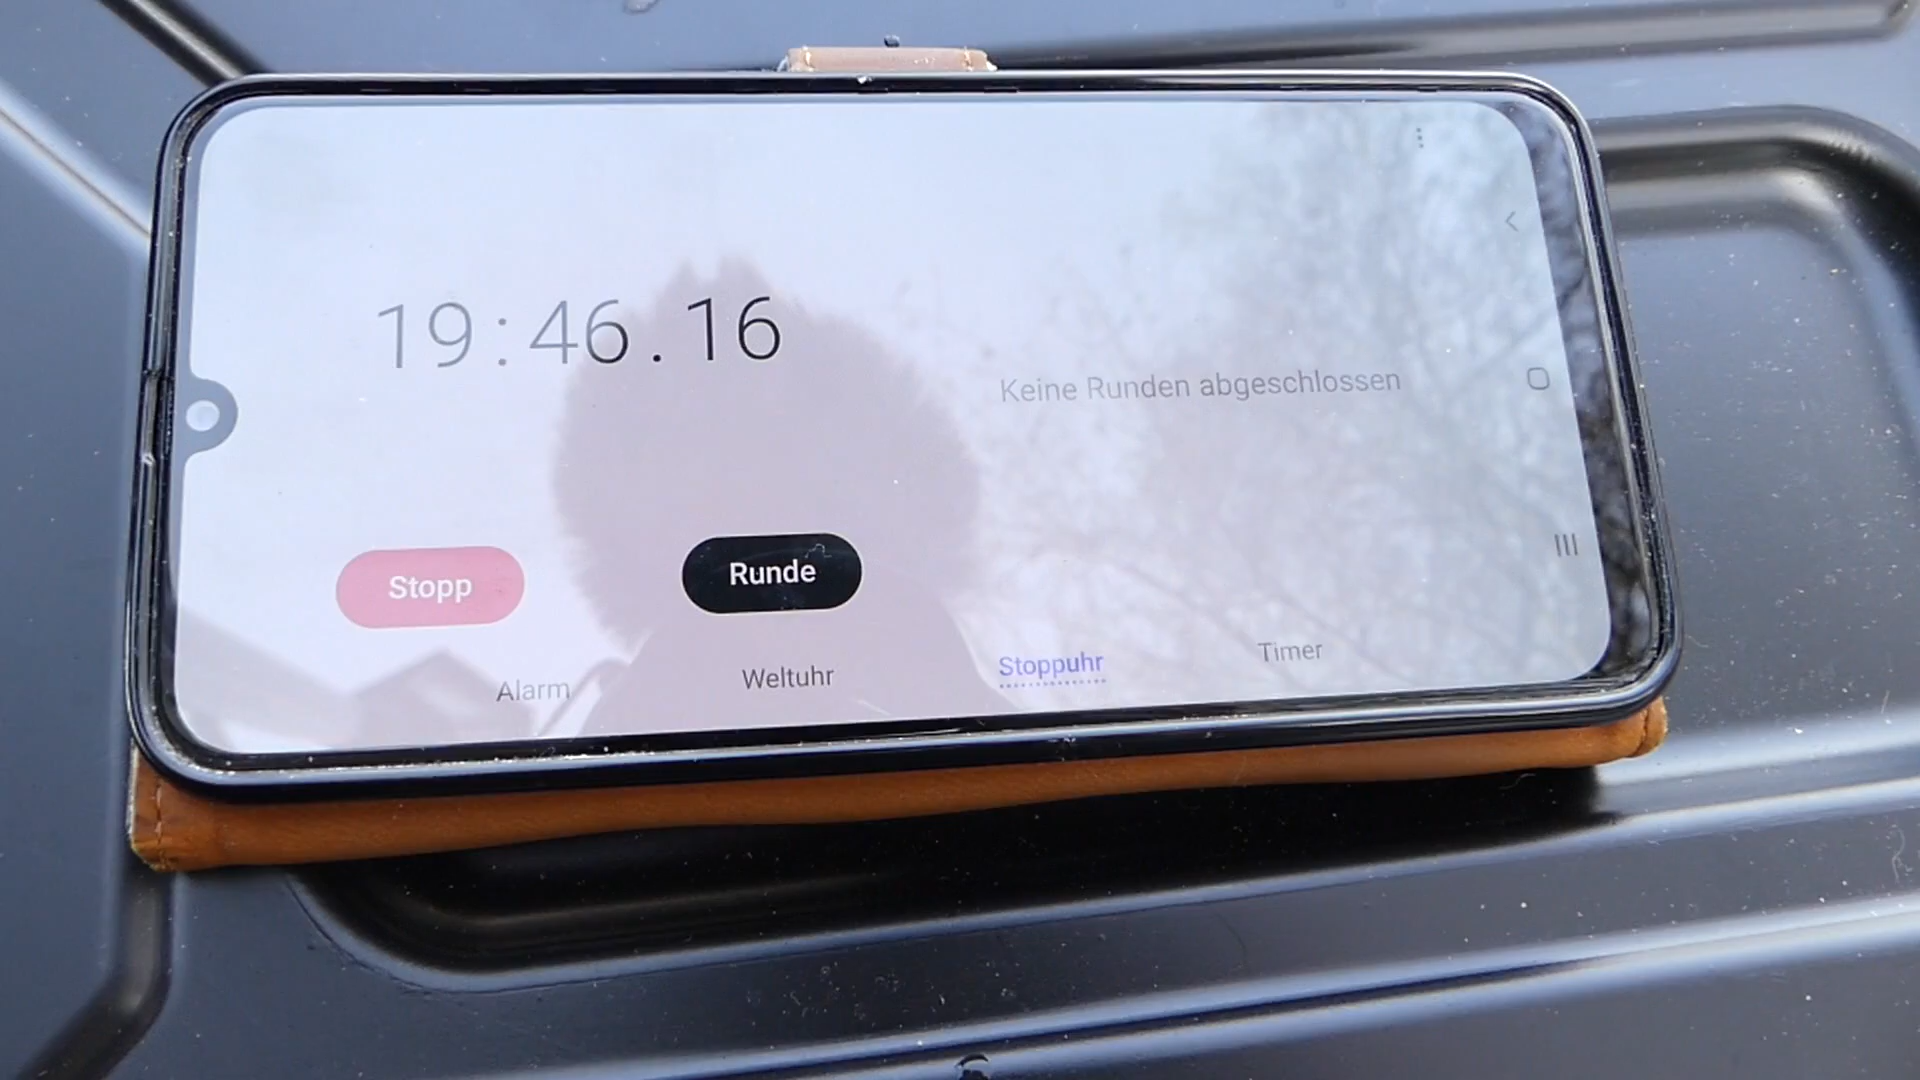 19:46.16
Keine Runden abgeschlossen
Stopp
Runde
Alarm
Weltuhr
Stoppuhr
Timer